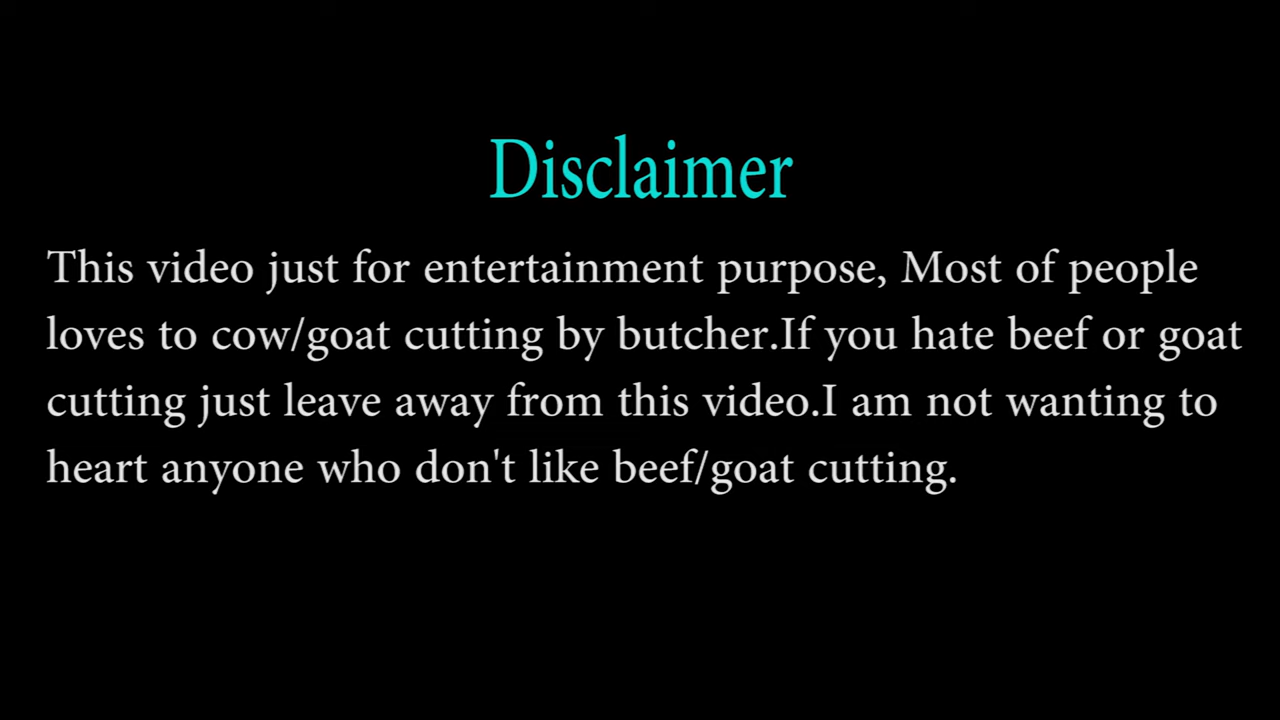 Disclaimer
This video just for entertainment purpose, Most of people
loves to cow/goat cutting by butcher.If you hate beef or goat
cutting just leave away from this video.I am not wanting to
heart anyone who don't like beef/goat cutting.